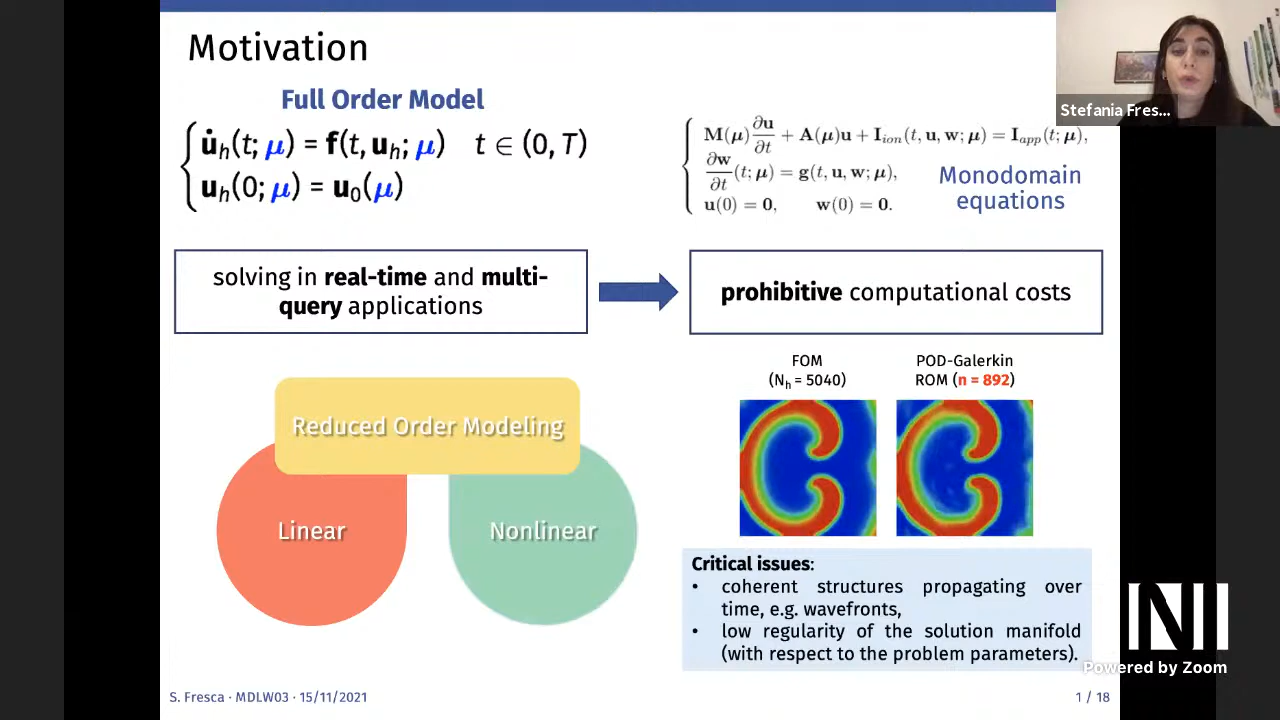 Motivation
Stefania Fres...
Full Order Model
u̇ₕ(t; μ) = f(t, uₕ; μ) t ∈ (0, T)
uₕ(0; μ) = u₀(μ)
M(μ)∂u/∂t + A(μ)u + I_ion(t, u, w; μ) = I_app(t; μ),
∂w/∂t(t; μ) = g(t, u, w; μ),
u(0) = 0, w(0) = 0.
Monodomain
equations
solving in real-time and multi-
query applications
prohibitive computational costs
Reduced Order Modeling
Linear
Nonlinear
FOM
(Nₕ = 5040)
POD-Galerkin
ROM (n = 892)
Critical issues:
• coherent structures propagating over
time, e.g. wavefronts,
• low regularity of the solution manifold
(with respect to the problem parameters).
NI
Powered by Zoom
S. Fresca · MDLW03 · 15/11/2021
1 / 18